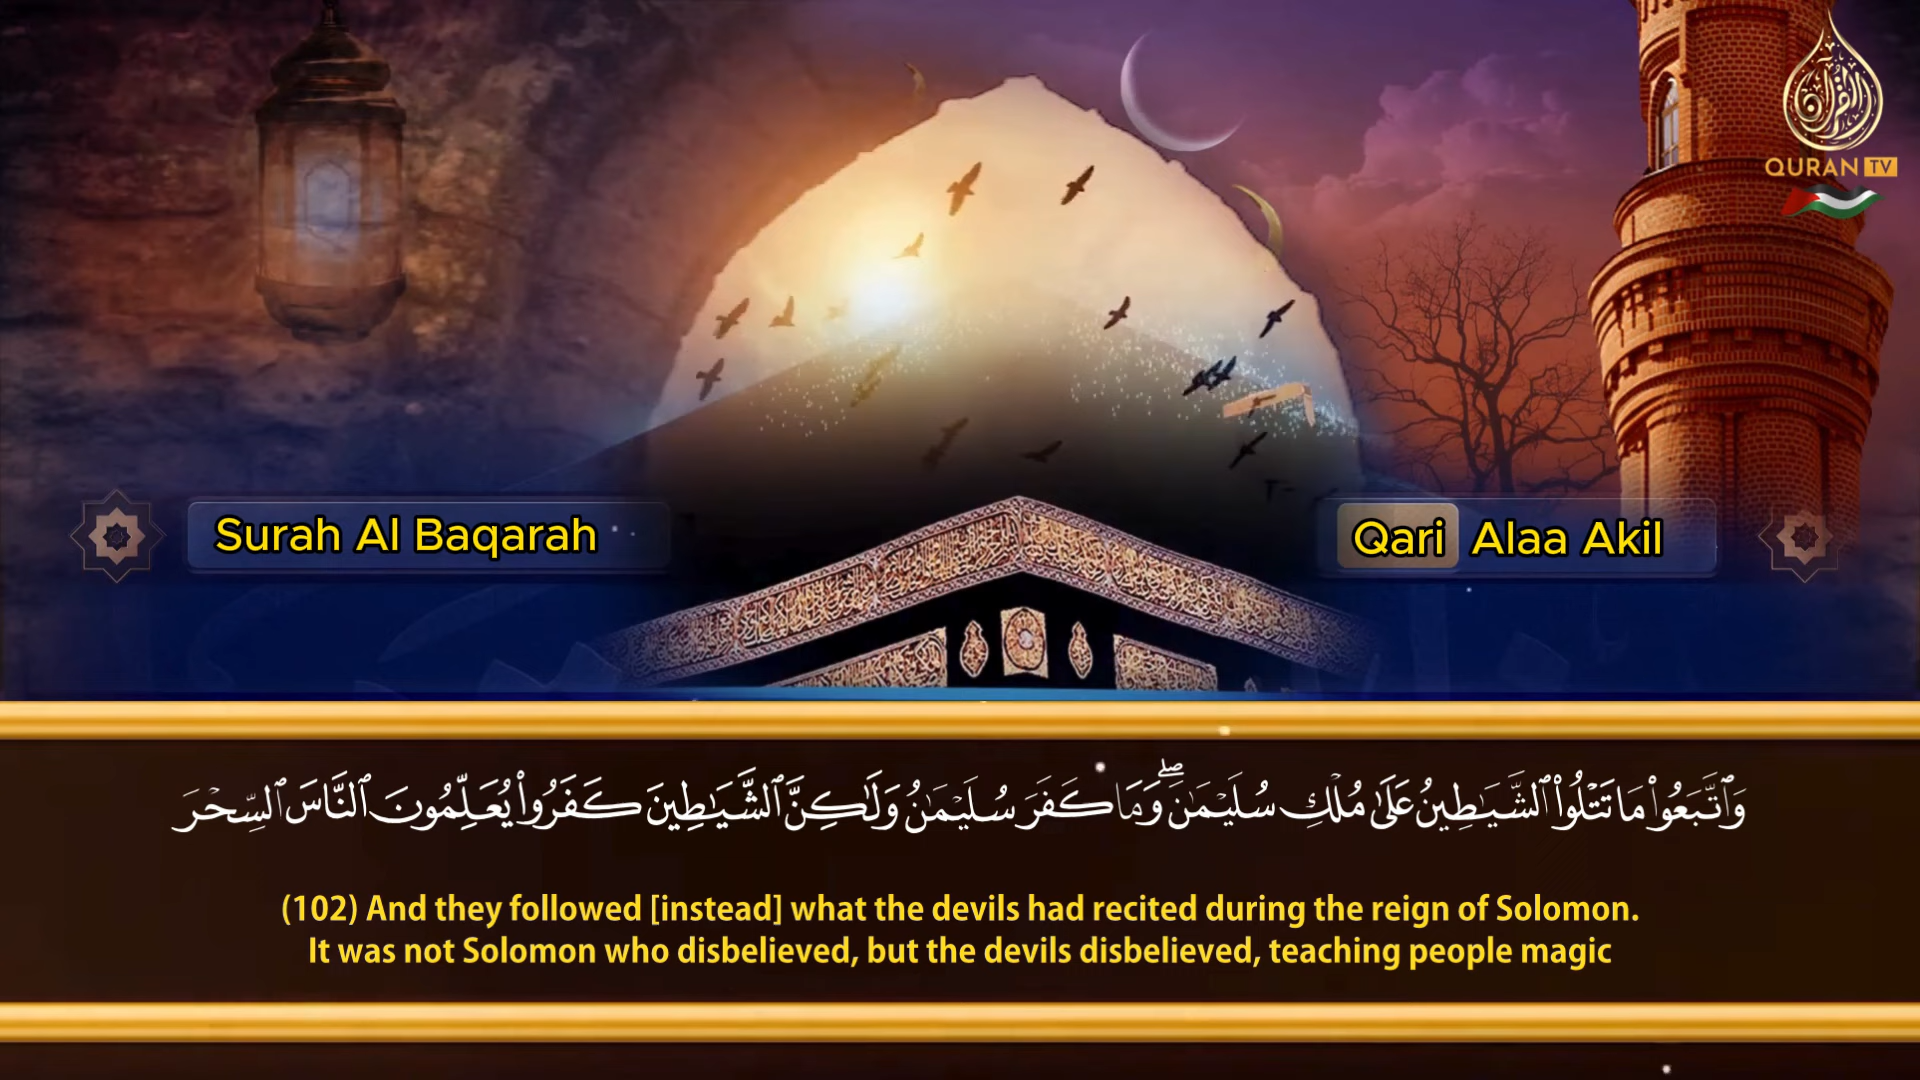 القرآن
QURAN TV
Surah Al Baqarah
Qari Alaa Akil
وَٱتَّبَعُوا۟ مَا تَتْلُوا۟ ٱلشَّيَـٰطِينُ عَلَىٰ مُلْكِ سُلَيْمَـٰنَ ۖ وَمَا كَفَرَ سُلَيْمَـٰنُ وَلَـٰكِنَّ ٱلشَّيَـٰطِينَ كَفَرُوا۟ يُعَلِّمُونَ ٱلنَّاسَ ٱلسِّحْرَ
(102) And they followed [instead] what the devils had recited during the reign of Solomon.
It was not Solomon who disbelieved, but the devils disbelieved, teaching people magic